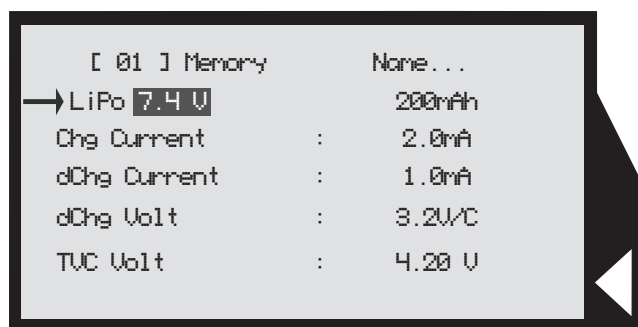 [ 01 ] Memory Name...
LiPo 7.4 V 200mAh
Chg Current : 2.0mA
dChg Current : 1.0mA
dChg Volt : 3.2V/C
TVC Volt : 4.20 V